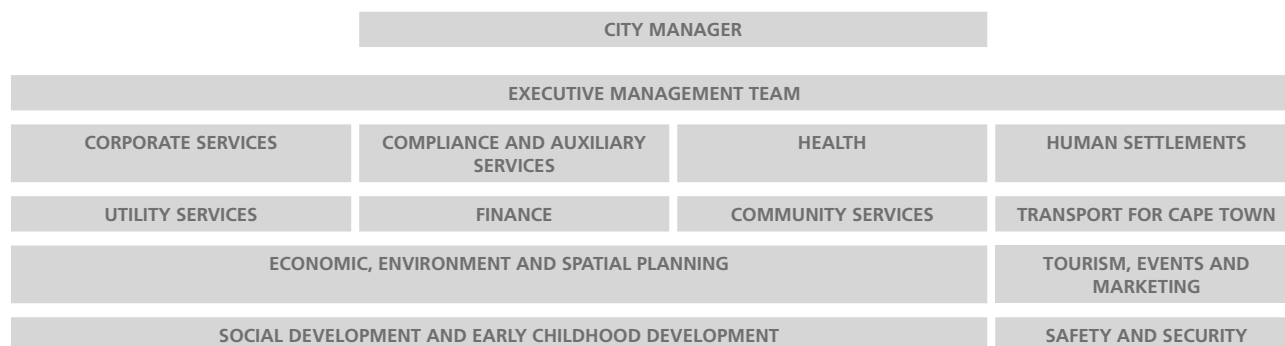 CITY MANAGER
EXECUTIVE MANAGEMENT TEAM
CORPORATE SERVICES
COMPLIANCE AND AUXILIARY
SERVICES
HEALTH
HUMAN SETTLEMENTS
UTILITY SERVICES
FINANCE
COMMUNITY SERVICES
TRANSPORT FOR CAPE TOWN
ECONOMIC, ENVIRONMENT AND SPATIAL PLANNING
TOURISM, EVENTS AND
MARKETING
SOCIAL DEVELOPMENT AND EARLY CHILDHOOD DEVELOPMENT
SAFETY AND SECURITY